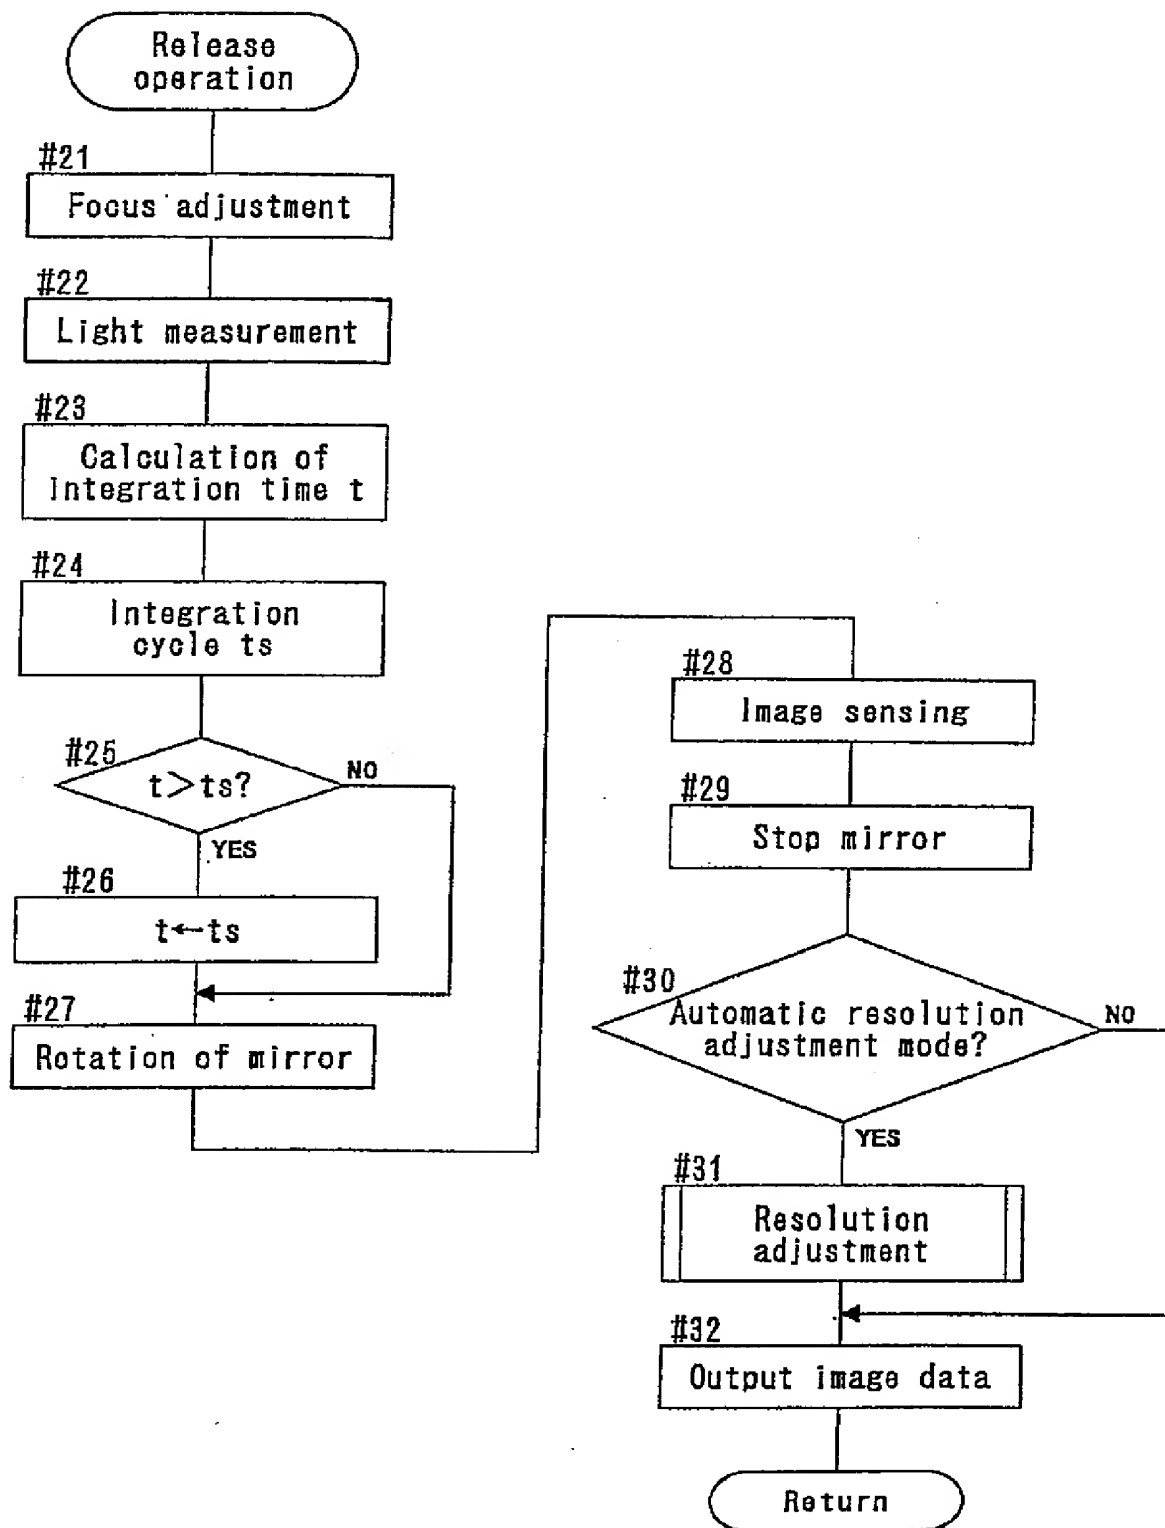 Release
operation
#21
Focus adjustment
#22
Light measurement
#23
Calculation of
Integration time t
#24
Integration
cycle ts
#25
t>ts?
NO
YES
#26
t←ts
#27
Rotation of mirror
#28
Image sensing
#29
Stop mirror
#30
Automatic resolution
adjustment mode?
NO
YES
#31
Resolution
adjustment
#32
Output image data
Return